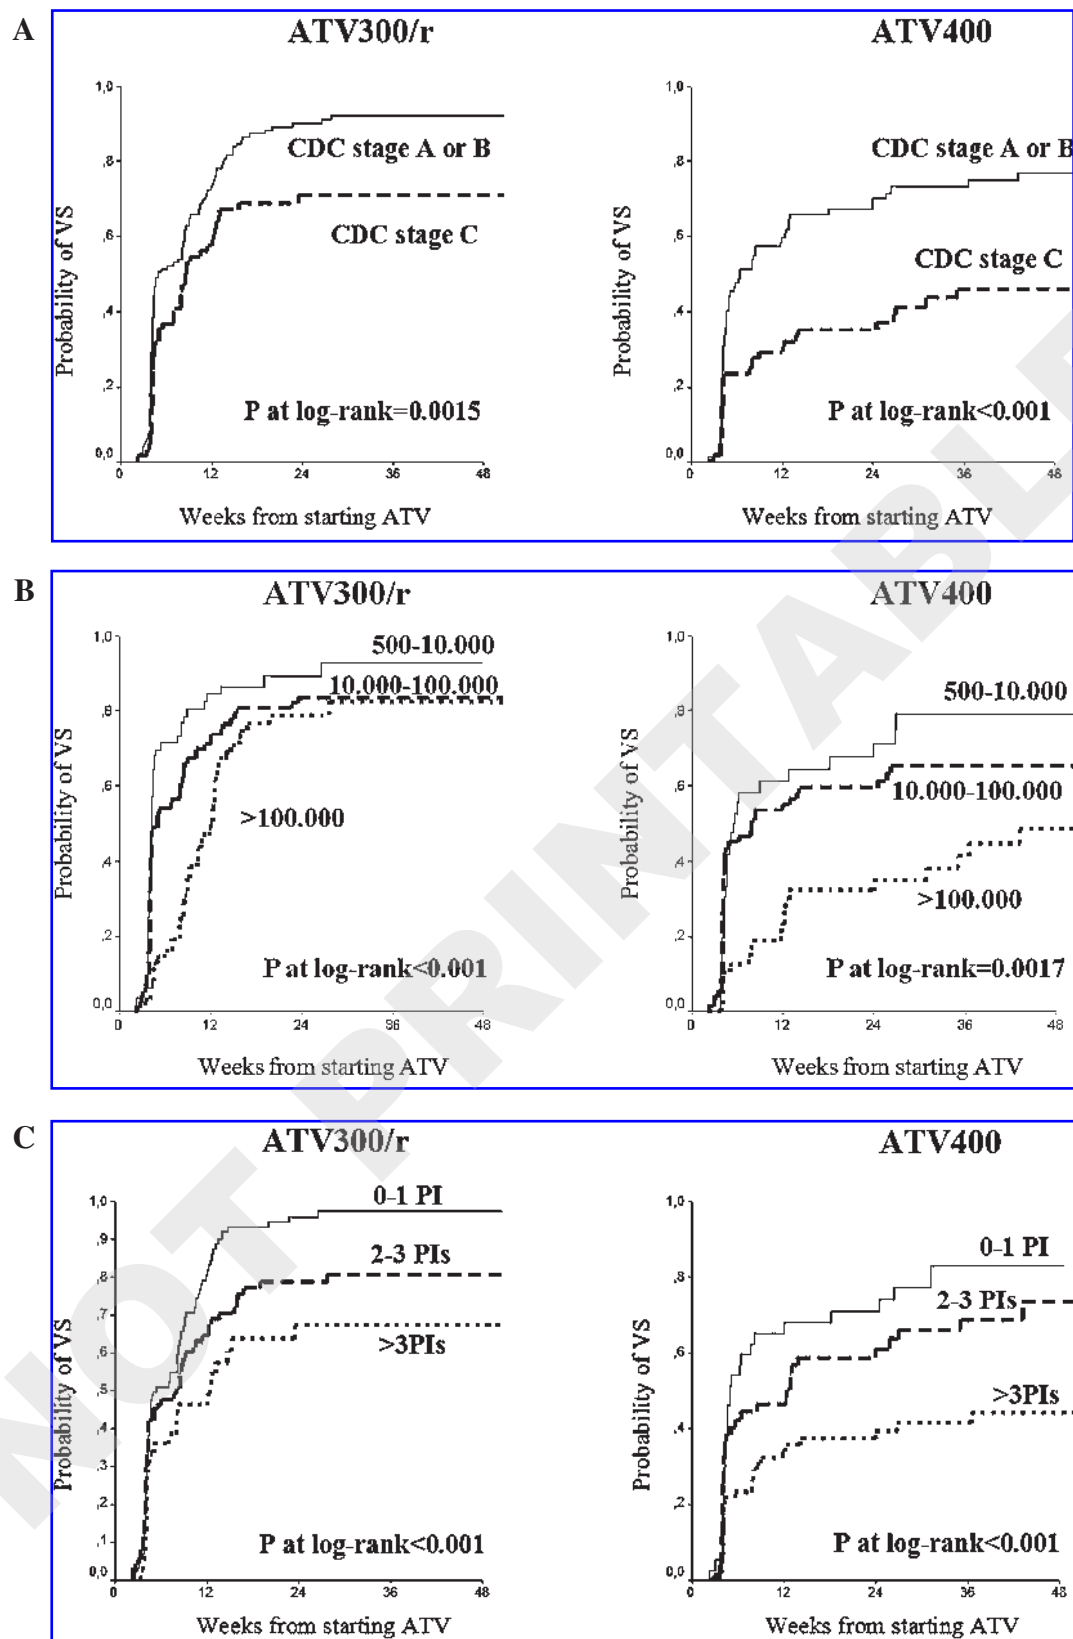 A
ATV300/r
ATV400
1,0
,8
,6
,4
,2
0,0
Probability of VS
CDC stage A or B
CDC stage C
P at log-rank=0.0015
0 12 24 36 48
Weeks from starting ATV
1,0
,8
,6
,4
,2
0,0
Probability of VS
CDC stage A or B
CDC stage C
P at log-rank<0.001
0 12 24 36 48
Weeks from starting ATV
B
ATV300/r
ATV400
1,0
,8
,6
,4
,2
0,0
Probability of VS
500-10.000
10.000-100.000
>100.000
P at log-rank<0.001
0 12 24 36 48
Weeks from starting ATV
1,0
,8
,6
,4
,2
0,0
Probability of VS
500-10.000
10.000-100.000
>100.000
P at log-rank=0.0017
0 12 24 36 48
Weeks from starting ATV
C
ATV300/r
ATV400
1,0
,9
,8
,7
,6
,5
,4
,3
,2
,1
0,0
Probability of VS
0-1 PI
2-3 PIs
>3PIs
P at log-rank<0.001
0 12 24 36 48
Weeks from starting ATV
1,0
,8
,6
,4
,2
0,0
Probability of VS
0-1 PI
2-3 PIs
>3PIs
P at log-rank<0.001
0 12 24 36 48
Weeks from starting ATV
NOT PRINTABLE